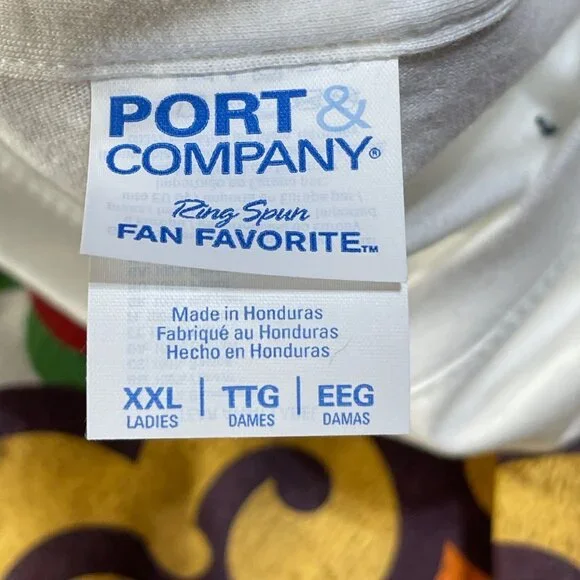 PORT &
COMPANY®
Ring Spun
FAN FAVORITE™
Made in Honduras
Fabriqué au Honduras
Hecho en Honduras
XXL | TTG | EEG
LADIES DAMES DAMAS